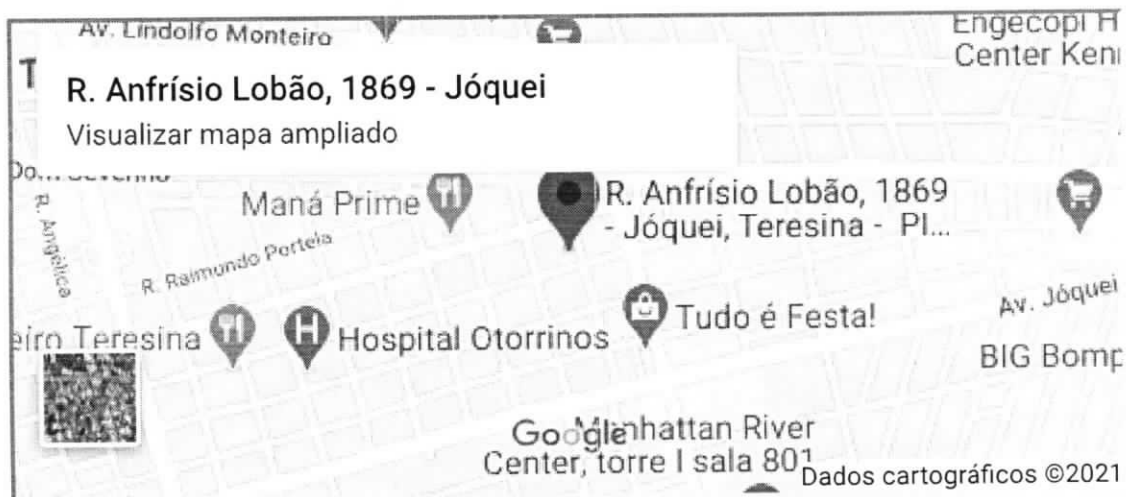 Av. Lindolfo Monteiro
Engecopi H
Center Ken
T
R. Anfrísio Lobão, 1869 - Jóquei
Visualizar mapa ampliado
Dom Severino
Maná Prime
R. Anfrísio Lobão, 1869
- Jóquei, Teresina - PI...
R. Angélica
R. Raimundo Portela
Av. Jóquei
eiro Teresina
H
Hospital Otorrinos
Tudo é Festa!
BIG Bomp
Google
Manhattan River
Center, torre I sala 801
Dados cartográficos ©2021